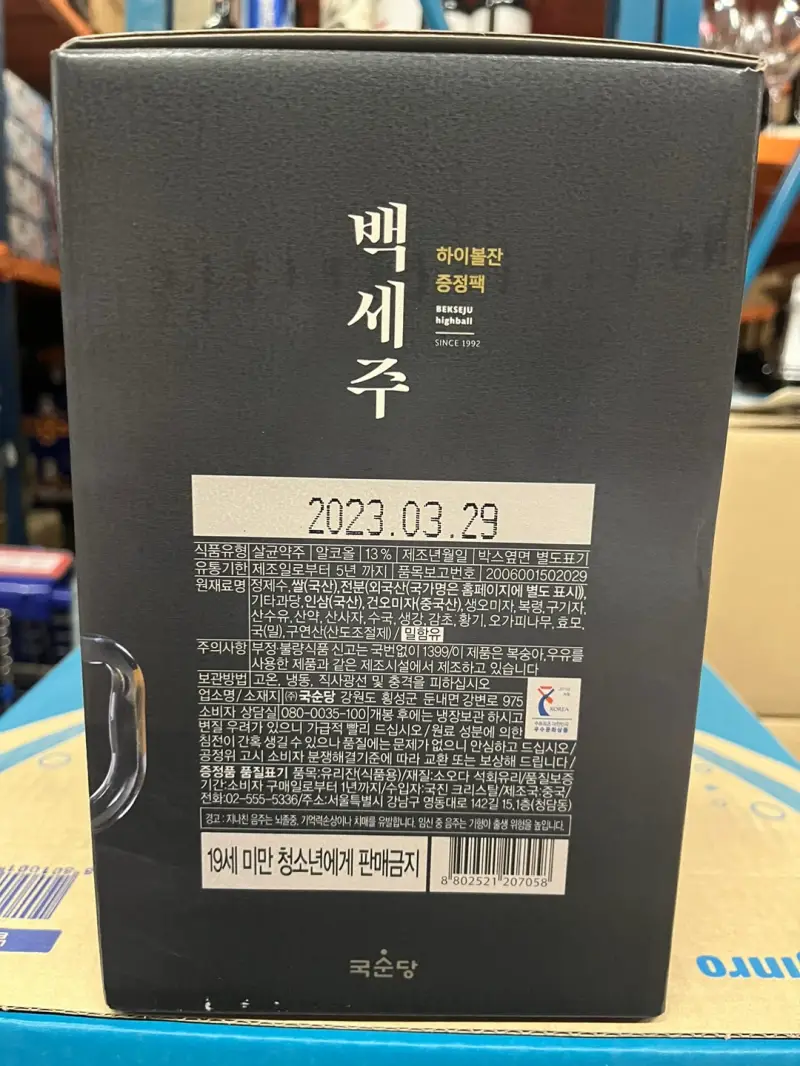 백세주
하이볼잔
증정팩
BEKSEJU
highball
SINCE 1992
2023.03.29
식품유형 살균약주 알코올 13% 제조년월일 박스옆면 별도표기
유통기한 제조일로부터 5년 까지 품목보고번호 2006001502029
원재료명 정제수, 쌀(국산), 전분(외국산(국가명은 홈페이지에 별도 표시)),
기타과당, 인삼(국산), 건오미자(중국산), 생오미자, 복령, 구기자,
산수유, 산약, 산사자, 수국, 생강, 감초, 황기, 오가피나무, 효모,
국(밀), 구연산(산도조절제) / 밀함유
주의사항 부정·불량식품 신고는 국번없이 1399/이 제품은 복숭아,우유를
사용한 제품과 같은 제조시설에서 제조하고 있습니다
보관방법 고온, 냉동, 직사광선 및 충격을 피하십시오
업소명 / 소재지 ㈜국순당 강원도 횡성군 둔내면 강변로 975
소비자 상담실 080-0035-100 개봉 후에는 냉장보관 하시고
변질 우려가 있으니 가급적 빨리 드십시오/원료 성분에 의한
침전이 간혹 생길 수 있으나 품질에는 문제가 없으니 안심하고 드십시오/
공정위 고시 소비자 분쟁해결기준에 따라 교환 또는 보상해 드립니다/
증정품 품질표기 품목:유리잔(식품용)/재질:소오다 석회유리/품질보증
기간:소비자 구매일로부터 1년까지/수입자:국진 크리스탈/제조국:중국/
전화:02-555-5336/주소:서울특별시 강남구 영동대로 142길 15,1층(청담동)
KOREA
우수문화상품
경고 : 지나친 음주는 뇌졸중, 기억력손상이나 치매를 유발합니다. 임신 중 음주는 기형아 출생 위험을 높입니다.
19세 미만 청소년에게 판매금지
8 802521 207058
국순당
jinro